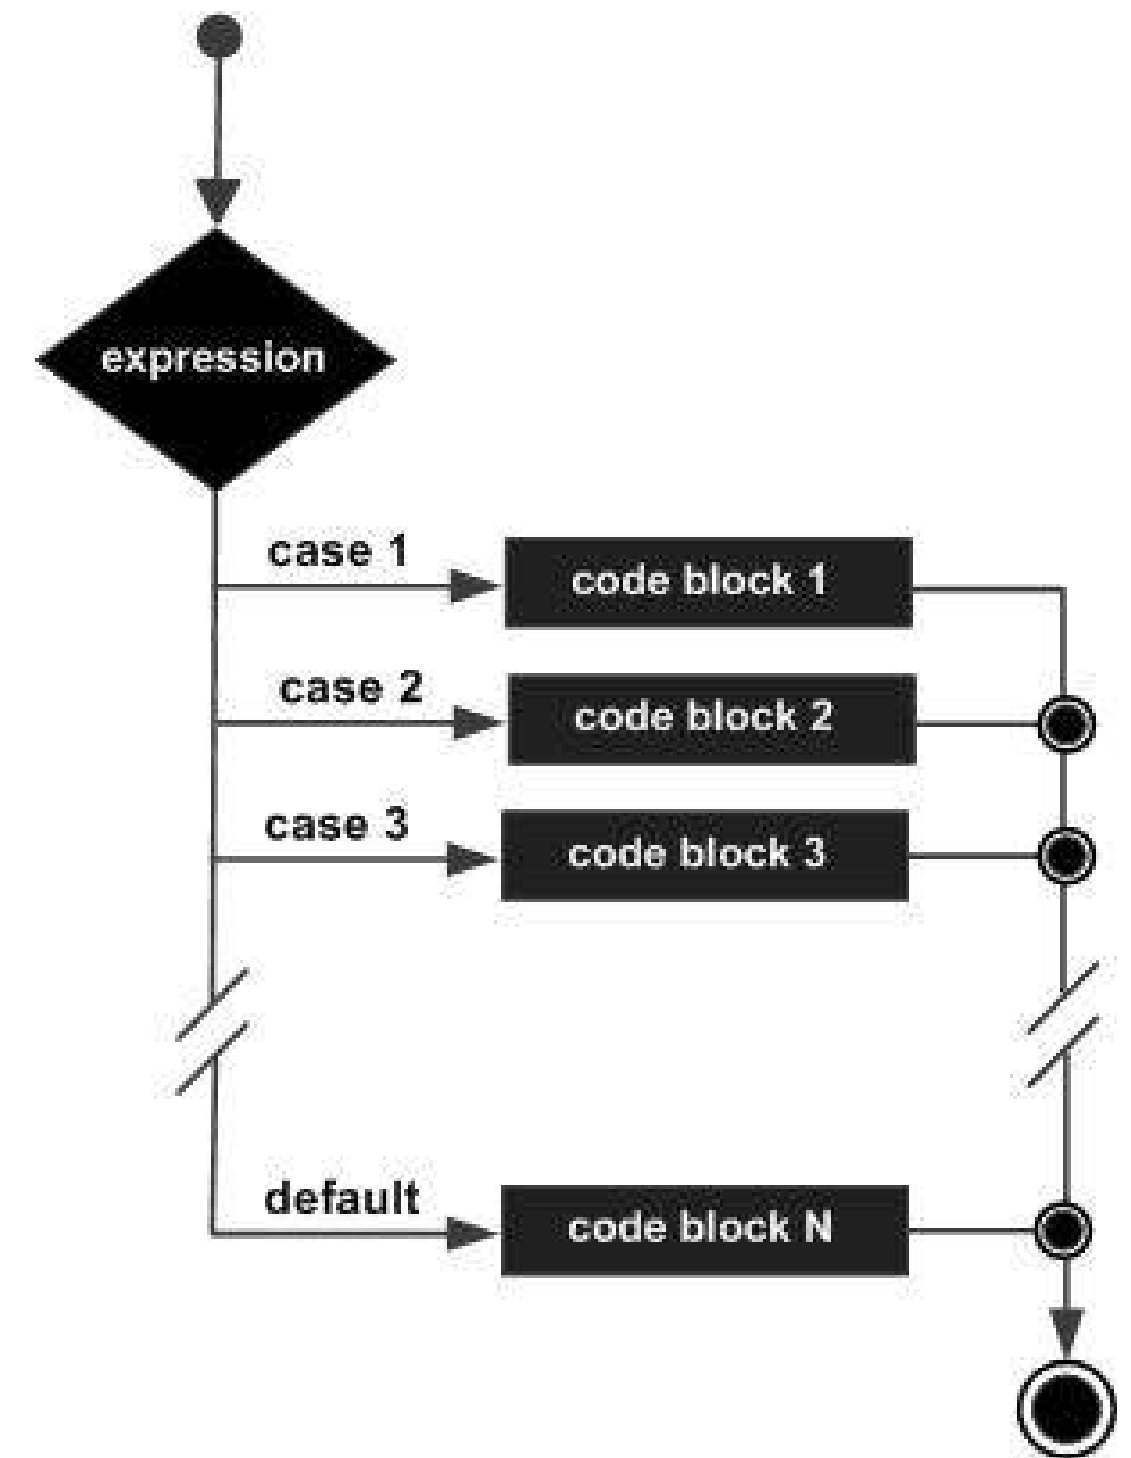 expression
case 1
code block 1
case 2
code block 2
case 3
code block 3
default
code block N